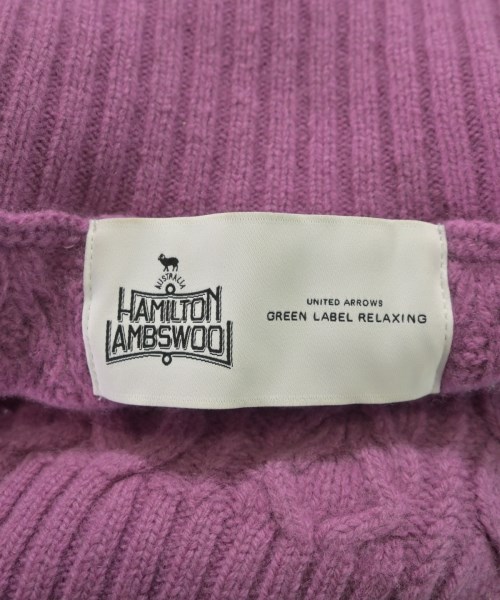 AUSTRALIA
HAMILTON
LAMBSWOOL
UNITED ARROWS
GREEN LABEL RELAXING